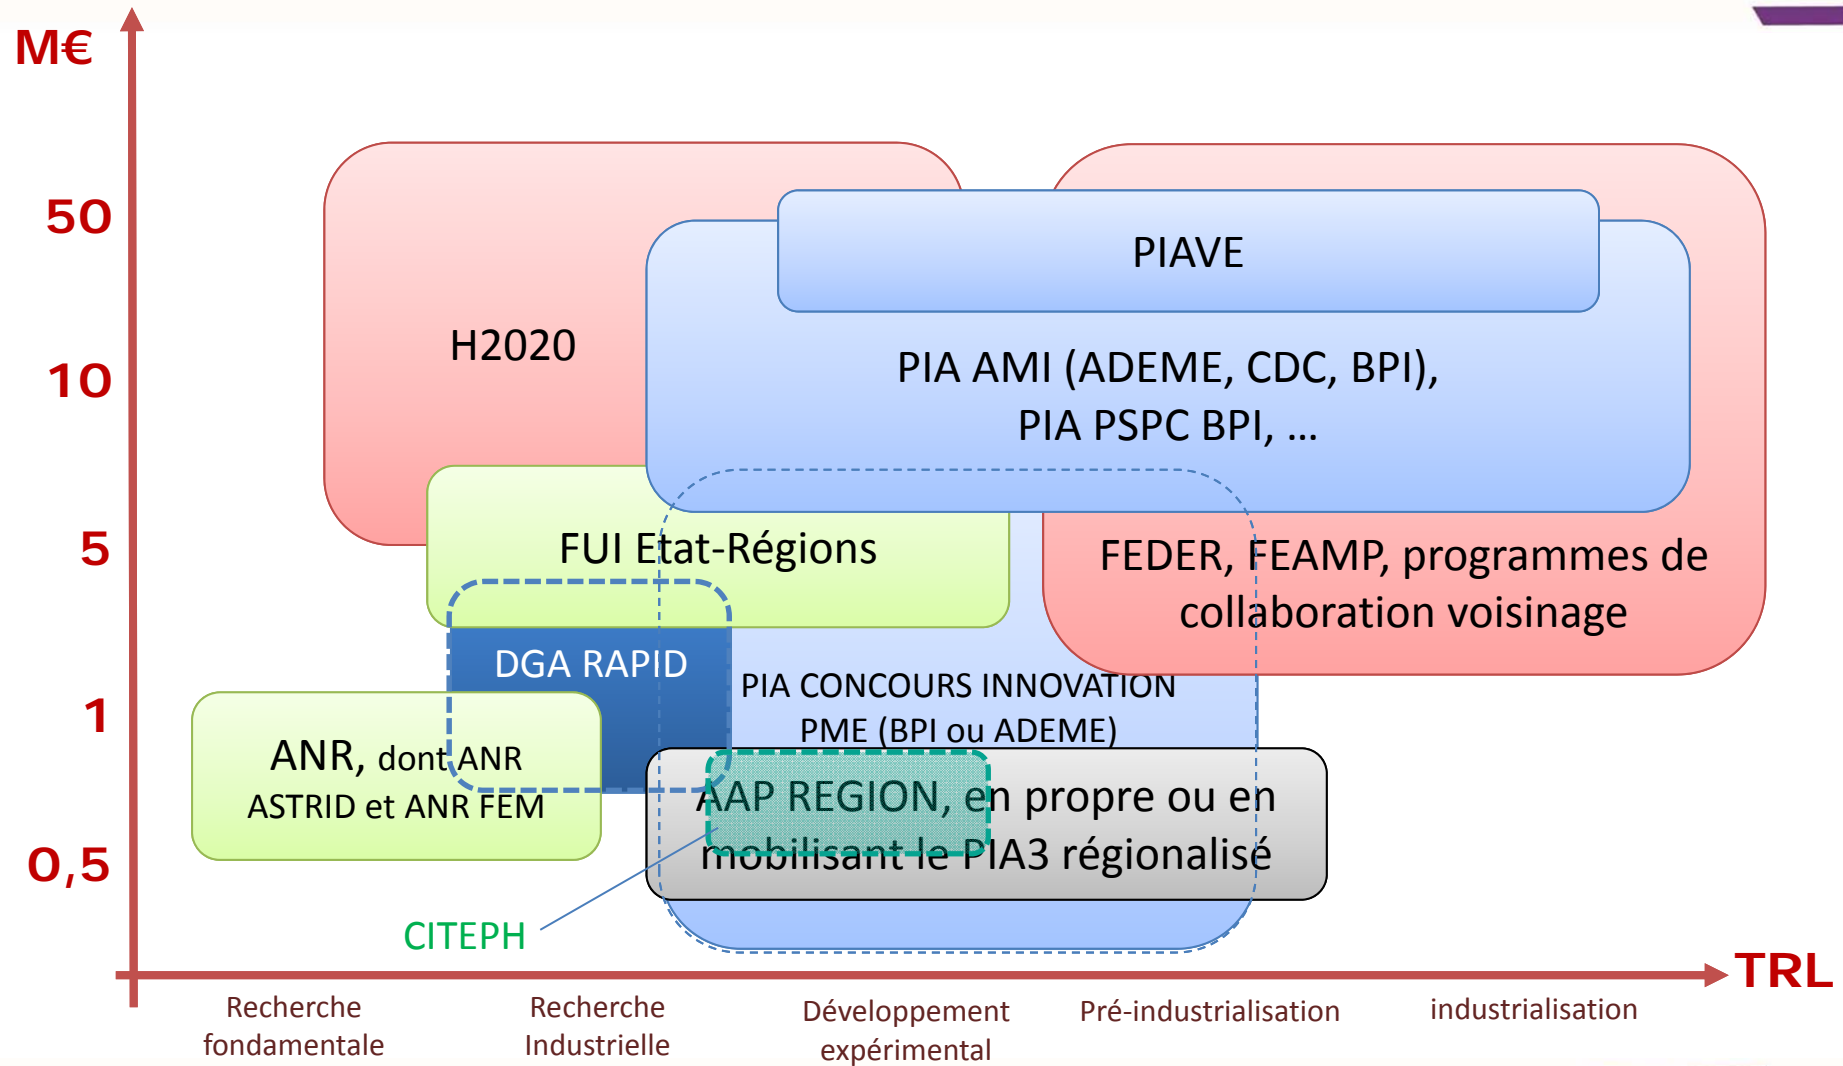 M€
50
10
5
1
0,5
PIAVE
H2020
PIA AMI (ADEME, CDC, BPI),
PIA PSPC BPI, ...
FUI Etat-Régions
FEDER, FEAMP, programmes de
collaboration voisinage
DGA RAPID
PIA CONCOURS INNOVATION
PME (BPI ou ADEME)
ANR, dont ANR
ASTRID et ANR FEM
AAP REGION, en propre ou en
mobilisant le PIA3 régionalisé
CITEPH
TRL
Recherche
fondamentale
Recherche
Industrielle
Développement
expérimental
Pré-industrialisation
industrialisation